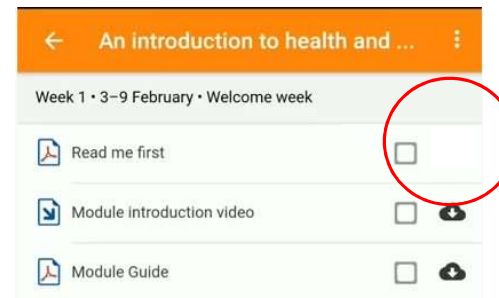 An introduction to health and ...
Week 1 • 3–9 February • Welcome week
Read me first
Module introduction video
Module Guide